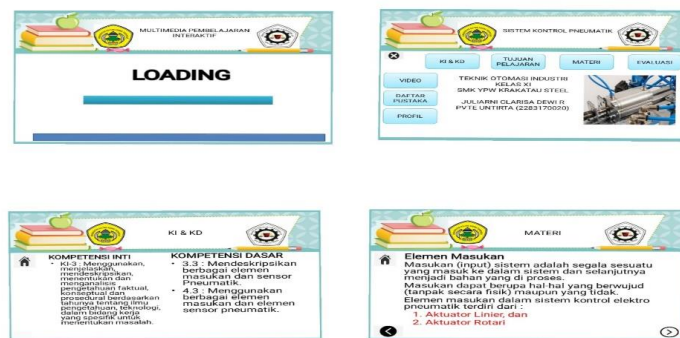 MULTIMEDIA PEMBELAJARAN
INTERAKTIF
LOADING
SISTEM KONTROL PNEUMATIK
KI & KD
TUJUAN
PELAJARAN
MATERI
EVALUASI
VIDEO
DAFTAR
PUSTAKA
PROFIL
TEKNIK OTOMASI INDUSTRI
KELAS XI
SMK YPW KRAKATAU STEEL
JULIARNI CLARISA DEWI R
PVTE UNTIRTA (2283170020)
KI & KD
KOMPETENSI INTI
• KI-3 : Menggunakan,
menjelaskan,
mendeskripsikan,
menentukan dan
menganalisis
pengetahuan faktual,
konseptual dan
prosedural berdasarkan
tahunya tentang ilmu
pengetahuan, teknologi,
dalam bidang kerja
yang spesifik untuk
menentukan masalah.
KOMPETENSI DASAR
• 3.3 : Mendeskripsikan
berbagai elemen
masukan dan sensor
Pneumatik.
• 4.3 : Menggunakan
berbagai elemen
masukan dan elemen
sensor pneumatik.
MATERI
Elemen Masukan
Masukan (input) sistem adalah segala sesuatu
yang masuk ke dalam sistem dan selanjutnya
menjadi bahan yang di proses.
Masukan dapat berupa hal-hal yang berwujud
(tanpak secara fisik) maupun yang tidak.
Elemen masukan dalam sistem kontrol elektro
pneumatik terdiri dari :
1. Aktuator Linier, dan
2. Aktuator Rotari